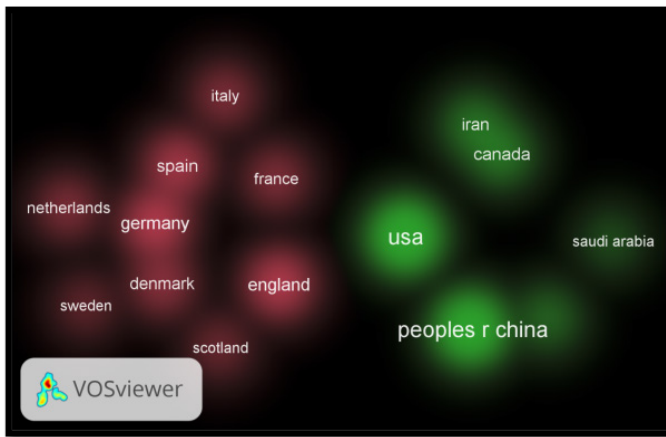 italy
iran
canada
spain
france
netherlands
germany
usa
saudi arabia
denmark
england
sweden
peoples r china
scotland
VOSviewer